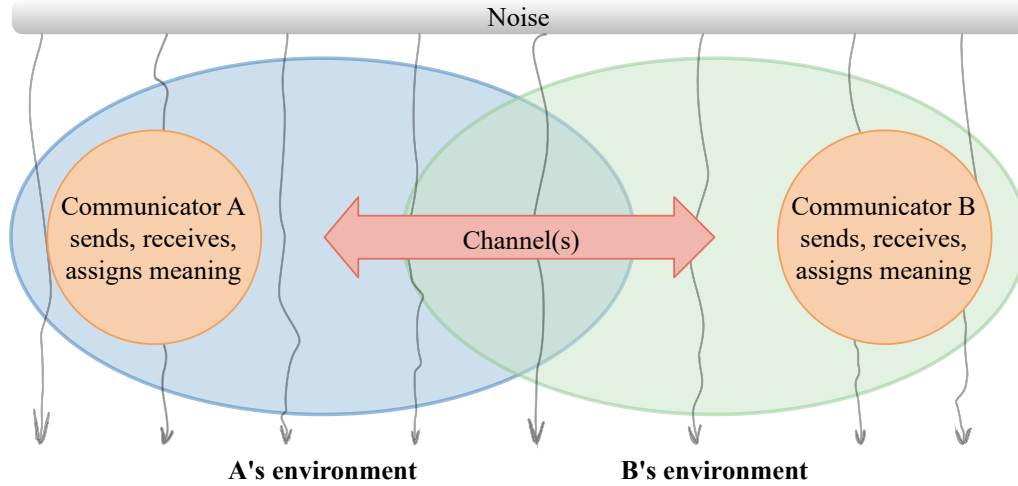 Noise
Communicator A
sends, receives,
assigns meaning
Channel(s)
Communicator B
sends, receives,
assigns meaning
A's environment
B's environment